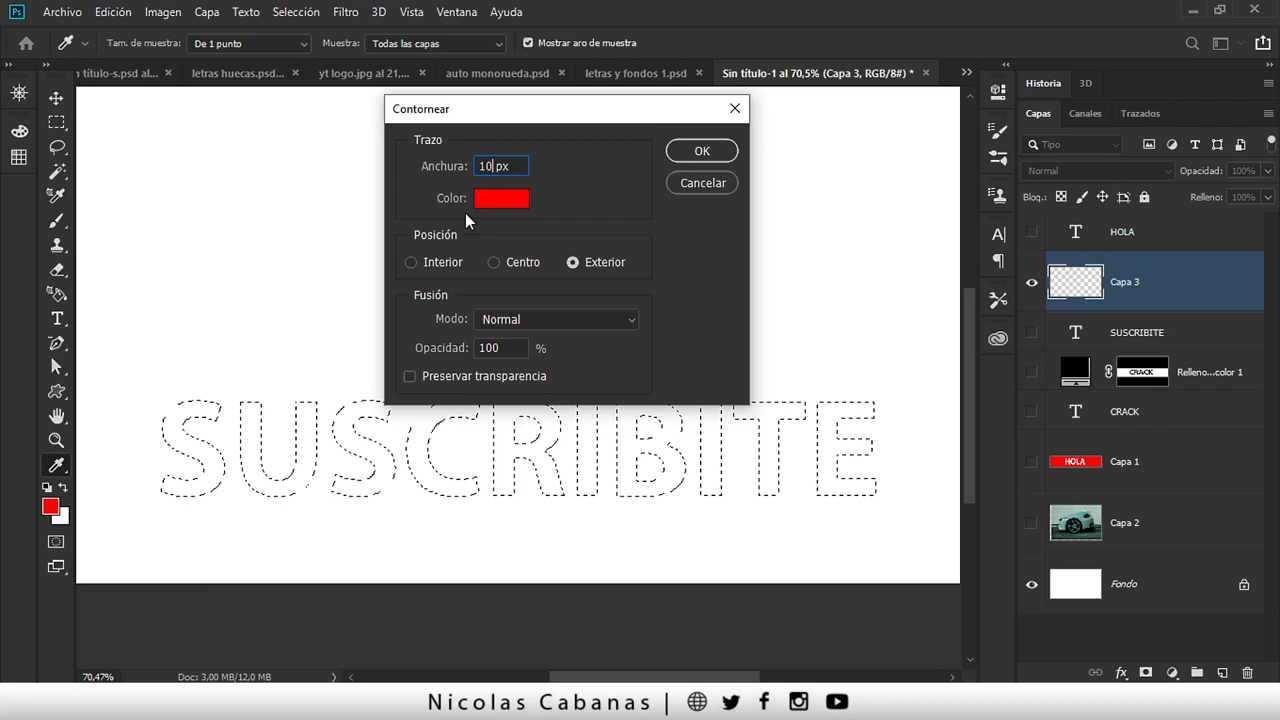 Ps Archivo Edición Imagen Capa Texto Selección Filtro 3D Vista Ventana Ayuda
Tam. de muestra: De 1 punto Muestra: Todas las capas Mostrar aro de muestra
n título-s.psd al... × letras huecas.psd... × yt logo.jpg al 21,... × auto monorueda.psd × letras y fondos 1.psd × Sin título-1 al 70,5% (Capa 3, RGB/8#) * ×
Historia 3D
Contornear
Capas Canales Trazados
Trazo
Tipo
OK
Anchura: 10 px
Normal Opacidad: 100%
Cancelar
Color:
Bloq.: Relleno: 100%
HOLA
Posición
Interior Centro Exterior
Capa 3
Fusión
Modo: Normal
SUSCRIBITE
Opacidad: 100 %
Preservar transparencia
CRACK Relleno...color 1
CRACK
SUSCRIBITE
HOLA Capa 1
Capa 2
Fondo
70,47% Doc: 3,00 MB/12,0 MB
Nicolas Cabanas |